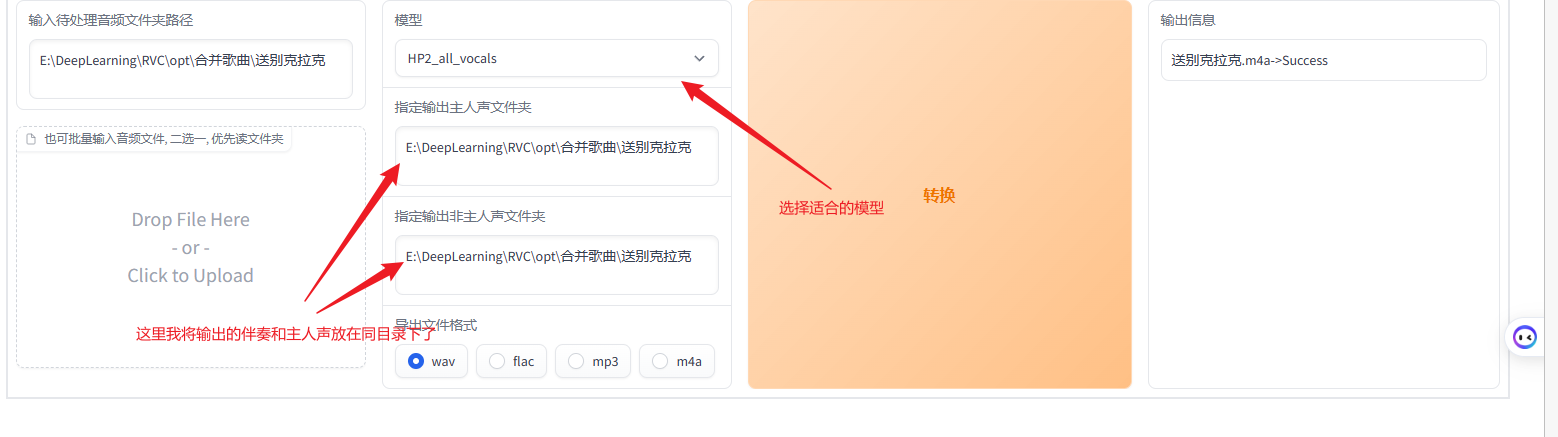 输入待处理音频文件夹路径
E:\DeepLearning\RVC\opt\合并歌曲\送别克拉克
也可批量输入音频文件, 二选一, 优先读文件夹
Drop File Here
- or -
Click to Upload
这里我将输出的伴奏和主人声放在同目录下了
模型
HP2_all_vocals
指定输出主人声文件夹
E:\DeepLearning\RVC\opt\合并歌曲\送别克拉克
指定输出非主人声文件夹
E:\DeepLearning\RVC\opt\合并歌曲\送别克拉克
导出文件格式
wav flac mp3 m4a
选择适合的模型
转换
输出信息
送别克拉克.m4a->Success